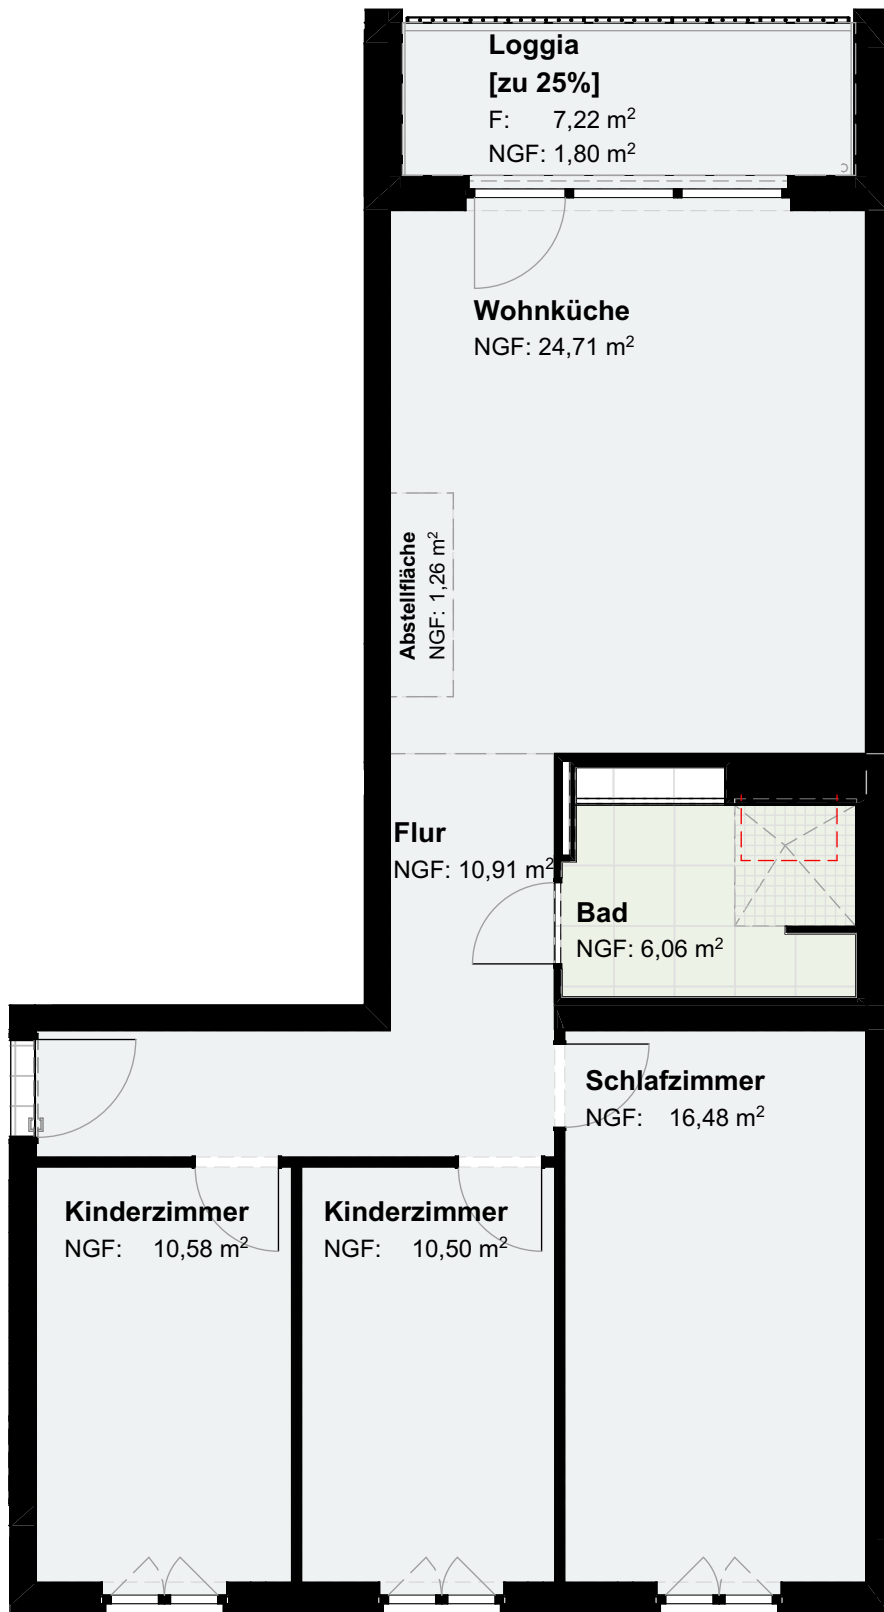 Loggia
[zu 25%]
F: 7,22 m²
NGF: 1,80 m²
Wohnküche
NGF: 24,71 m²
Abstellfläche
NGF: 1,26 m²
Flur
NGF: 10,91 m²
Bad
NGF: 6,06 m²
Schlafzimmer
NGF: 16,48 m²
Kinderzimmer
NGF: 10,58 m²
Kinderzimmer
NGF: 10,50 m²